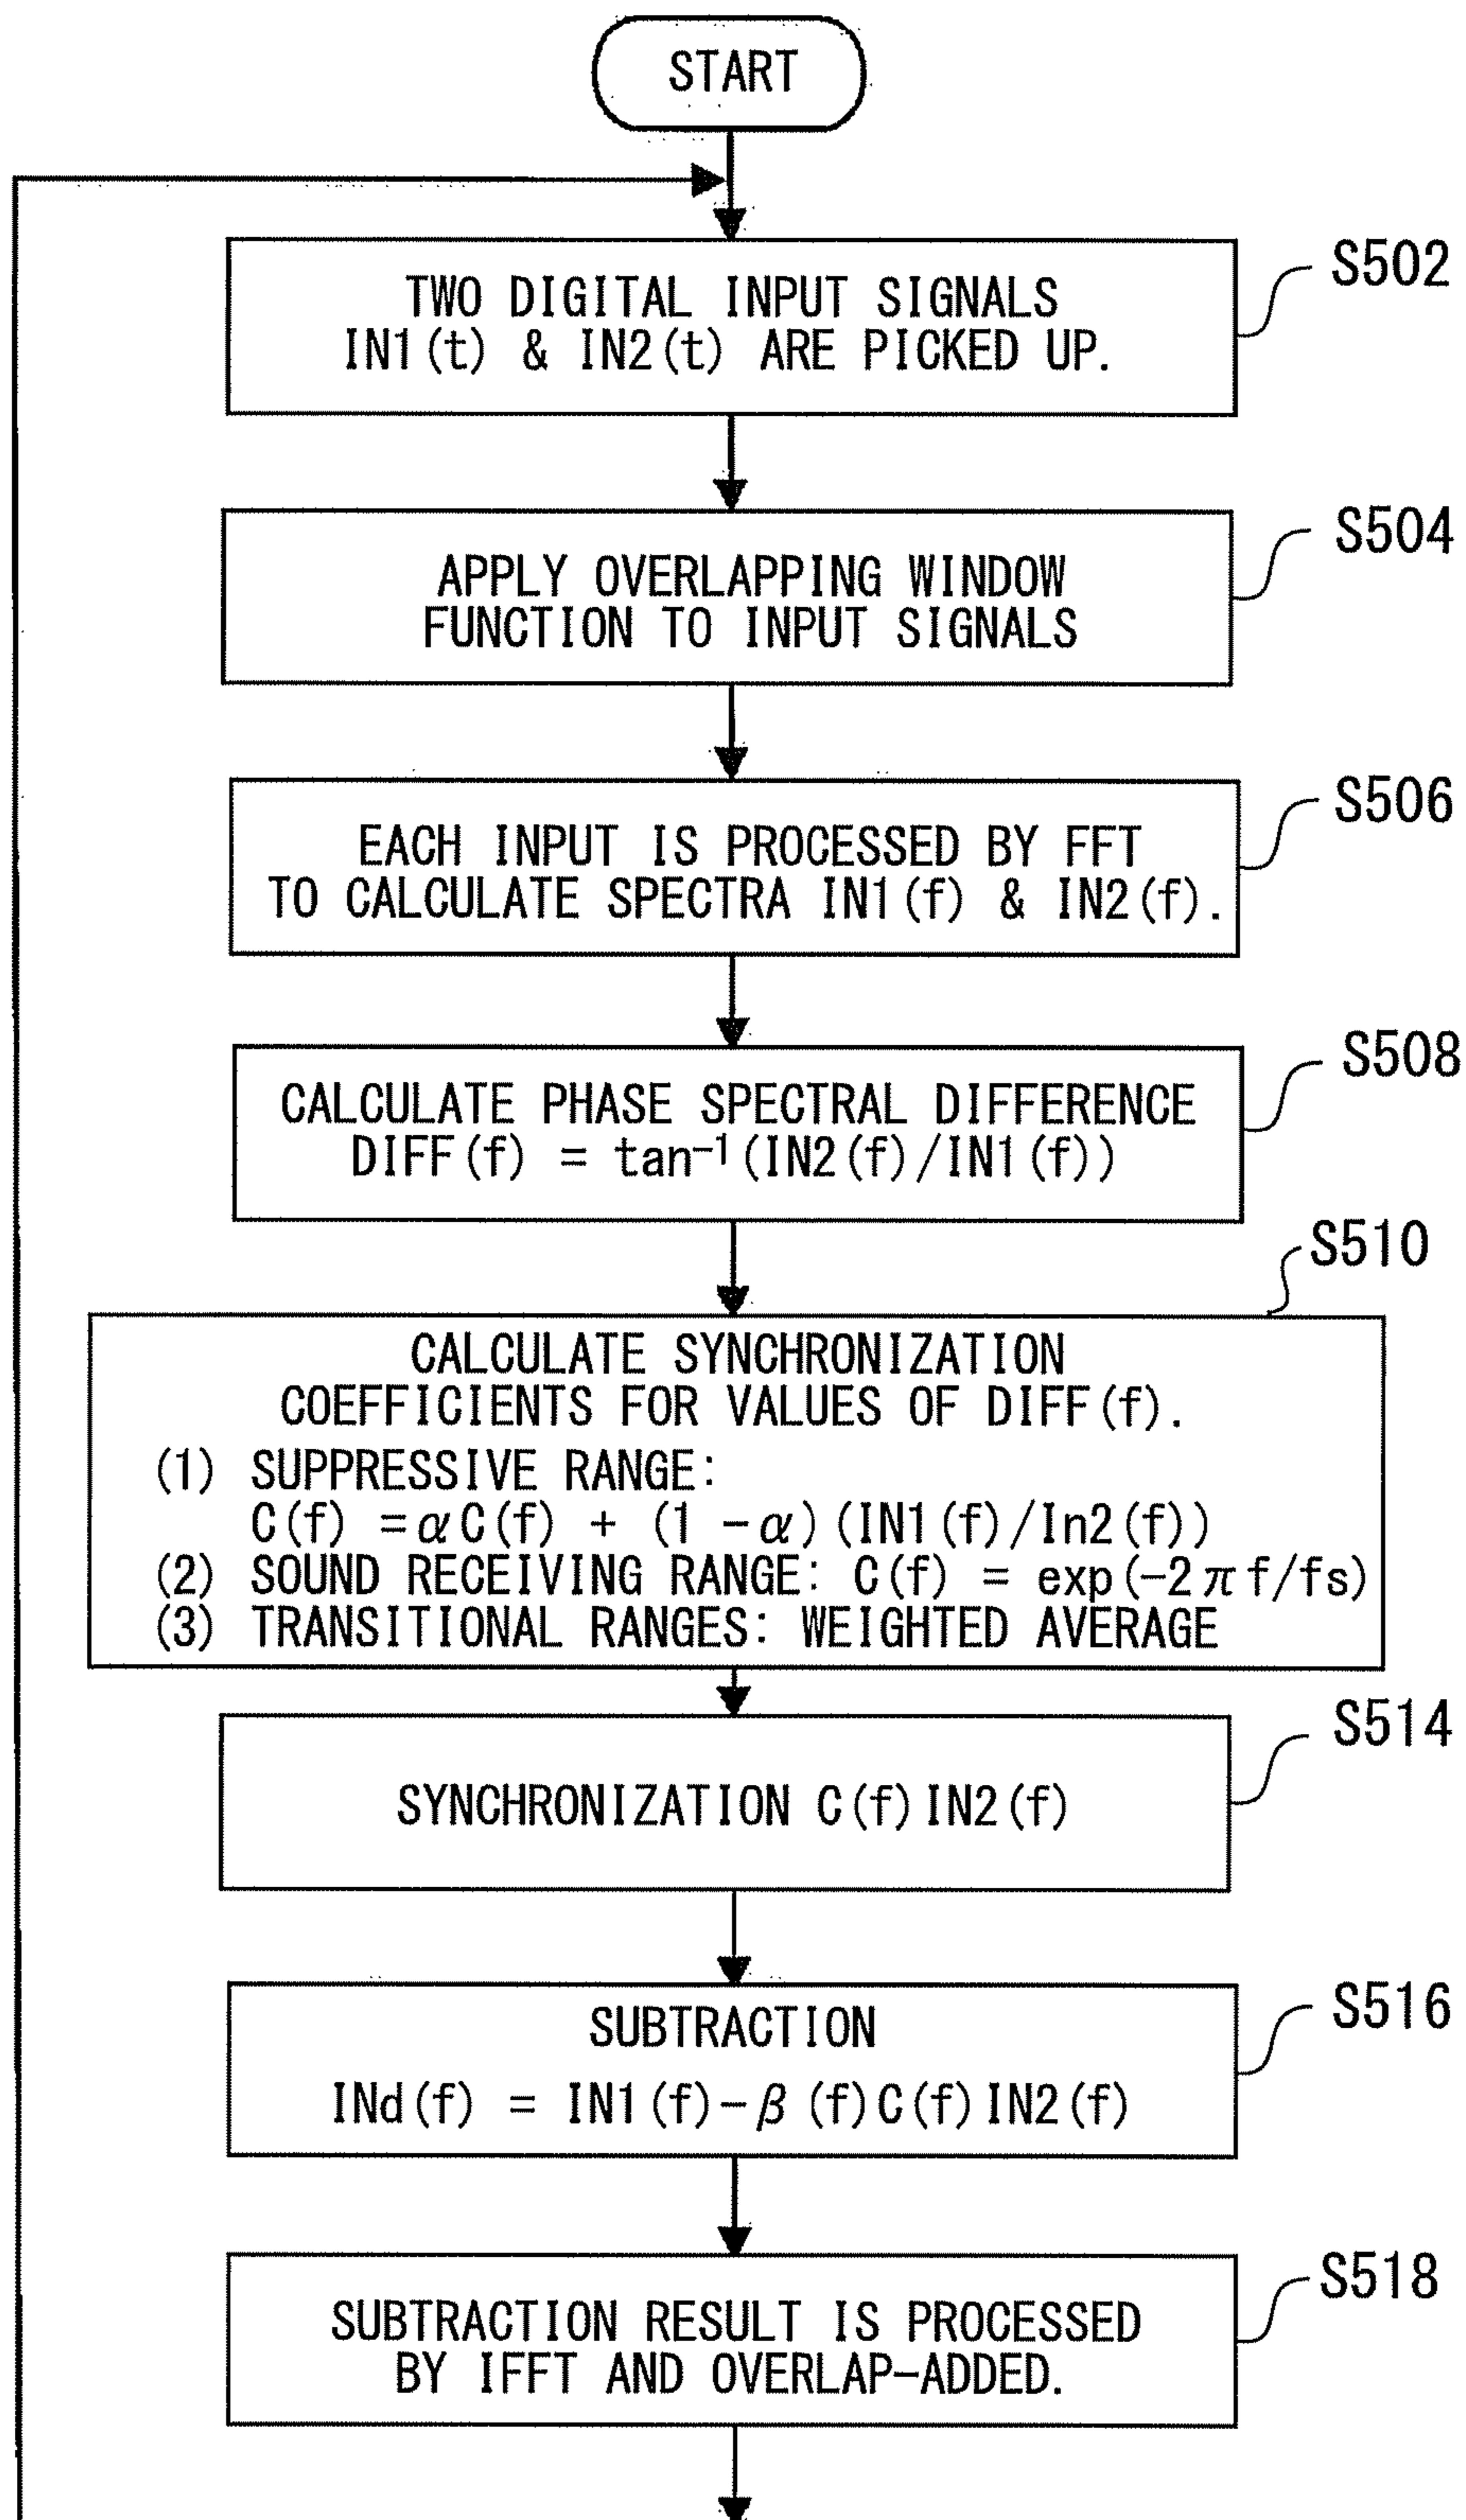 START
S502
TWO DIGITAL INPUT SIGNALS
IN1(t) & IN2(t) ARE PICKED UP.
S504
APPLY OVERLAPPING WINDOW
FUNCTION TO INPUT SIGNALS
S506
EACH INPUT IS PROCESSED BY FFT
TO CALCULATE SPECTRA IN1(f) & IN2(f).
S508
CALCULATE PHASE SPECTRAL DIFFERENCE
DIFF(f) = tan⁻¹(IN2(f)/IN1(f))
S510
CALCULATE SYNCHRONIZATION
COEFFICIENTS FOR VALUES OF DIFF(f).
(1) SUPPRESSIVE RANGE:
C(f) =αC(f) + (1 -α)(IN1(f)/In2(f))
(2) SOUND RECEIVING RANGE: C(f) = exp(-2πf/fs)
(3) TRANSITIONAL RANGES: WEIGHTED AVERAGE
S514
SYNCHRONIZATION C(f)IN2(f)
S516
SUBTRACTION
INd(f) = IN1(f)-β(f)C(f)IN2(f)
S518
SUBTRACTION RESULT IS PROCESSED
BY IFFT AND OVERLAP-ADDED.